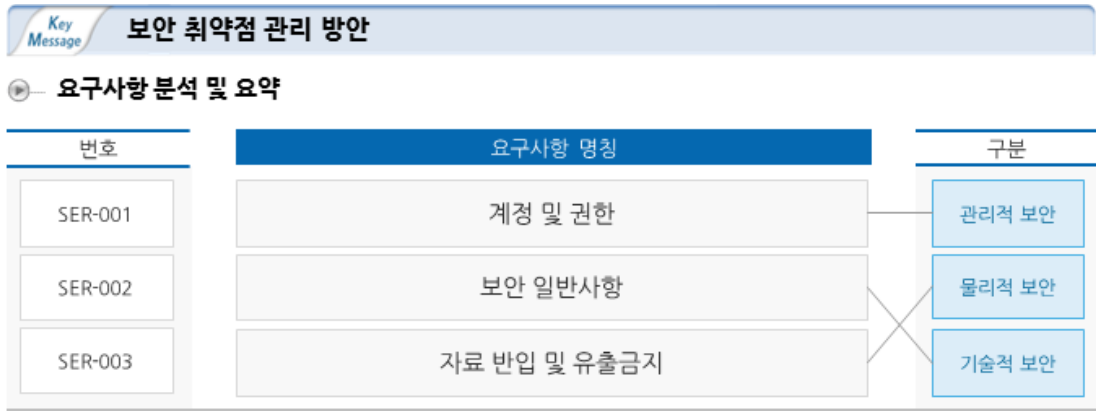 Key Message 보안 취약점 관리 방안
요구사항 분석 및 요약
번호 요구사항 명칭 구분
SER-001 계정 및 권한 관리적 보안
SER-002 보안 일반사항 물리적 보안
SER-003 자료 반입 및 유출금지 기술적 보안